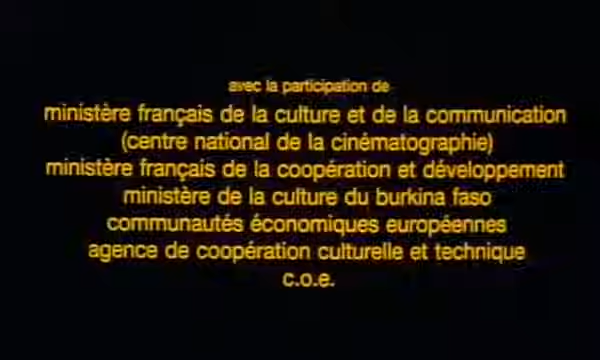 avec la participation de
ministère français de la culture et de la communication
(centre national de la cinématographie)
ministère français de la coopération et développement
ministère de la culture du burkina faso
communautés économiques européennes
agence de coopération culturelle et technique
c.o.e.